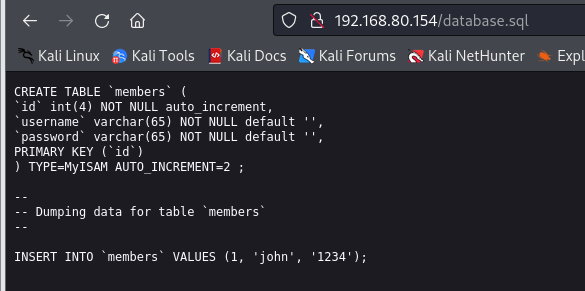 192.168.80.154/database.sql
Kali Linux Kali Tools Kali Docs Kali Forums Kali NetHunter Expl
CREATE TABLE `members` (
`id` int(4) NOT NULL auto_increment,
`username` varchar(65) NOT NULL default '',
`password` varchar(65) NOT NULL default '',
PRIMARY KEY (`id`)
) TYPE=MyISAM AUTO_INCREMENT=2 ;
--
-- Dumping data for table `members`
--
INSERT INTO `members` VALUES (1, 'john', '1234');